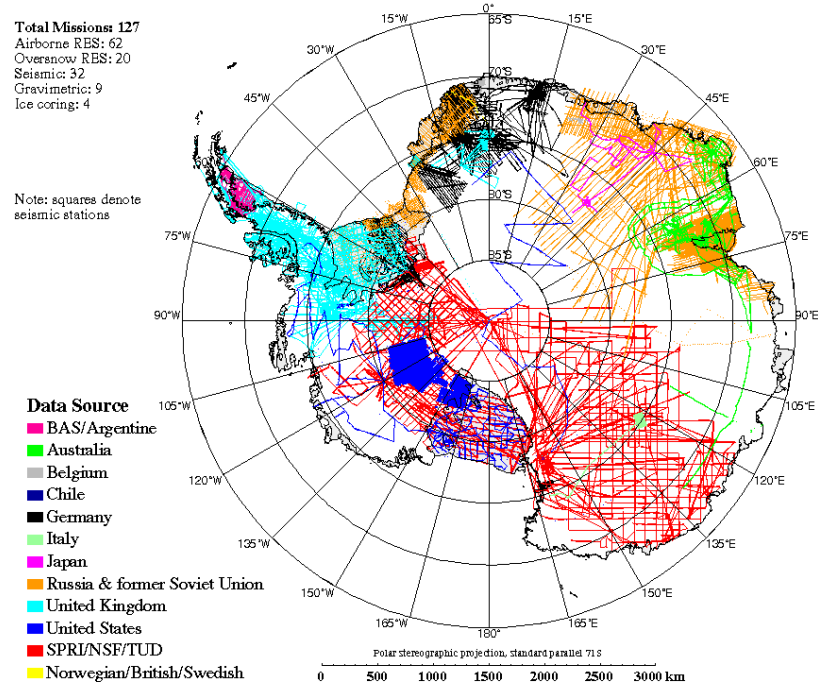 Total Missions: 127
Airborne RES: 62
Oversnow RES: 20
Seismic: 32
Gravimetric: 9
Ice coring: 4
Note: squares denote
seismic stations
0°
15°W
15°E
30°W
30°E
45°W
45°E
60
60°E
75°W
75°E
90°W
90°E
105°W
105°E
120°W
120°E
135°W
135°E
150°W
150°E
165°W
165°E
180°
65°S
70°S
80°S
85°S
Data Source
BAS/Argentine
Australia
Belgium
Chile
Germany
Italy
Japan
Russia & former Soviet Union
United Kingdom
United States
SPRI/NSF/TUD
Norwegian/British/Swedish
Polar stereographic projection, standard parallel 71S
0 500 1000 1500 2000 2500 3000 km